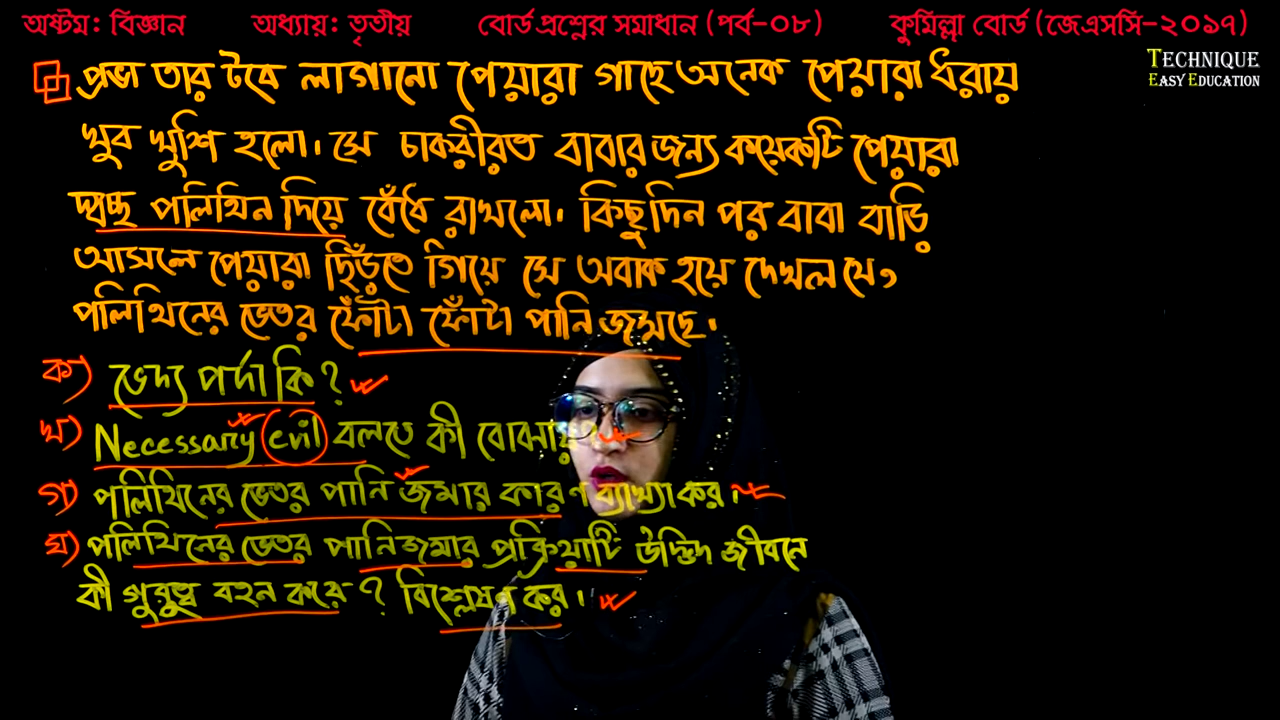 অষ্টম: বিজ্ঞান অধ্যায়: তৃতীয় বোর্ড প্রশ্নের সমাধান (পর্ব-০৮) কুমিল্লা বোর্ড (জেএসসি-২০১৭)
TECHNIQUE
EASY EDUCATION
প্রভা তার টবে লাগানো পেয়ারা গাছে অনেক পেয়ারা ধরায়
খুব খুশি হলো। সে চাকরীরত বাবার জন্য কয়েকটি পেয়ারা
স্বচ্ছ পলিথিন দিয়ে বেঁধে রাখলো। কিছুদিন পর বাবা বাড়ি
আসলে পেয়ারা ছিঁড়তে গিয়ে সে অবাক হয়ে দেখল যে,
পলিথিনের ভেতর ফোঁটা ফোঁটা পানি জমছে।
ক) ভেদ্য পর্দা কি?
খ) Necessary evil বলতে কী বোঝায়
গ) পলিথিনের ভেতর পানি জমার কারণ ব্যাখ্যা কর।
ঘ) পলিথিনের ভেতর পানিজমার প্রক্রিয়াটি উদ্ভিদ জীবনে
কী গুরুত্ব বহন করে? বিশ্লেষণ কর।